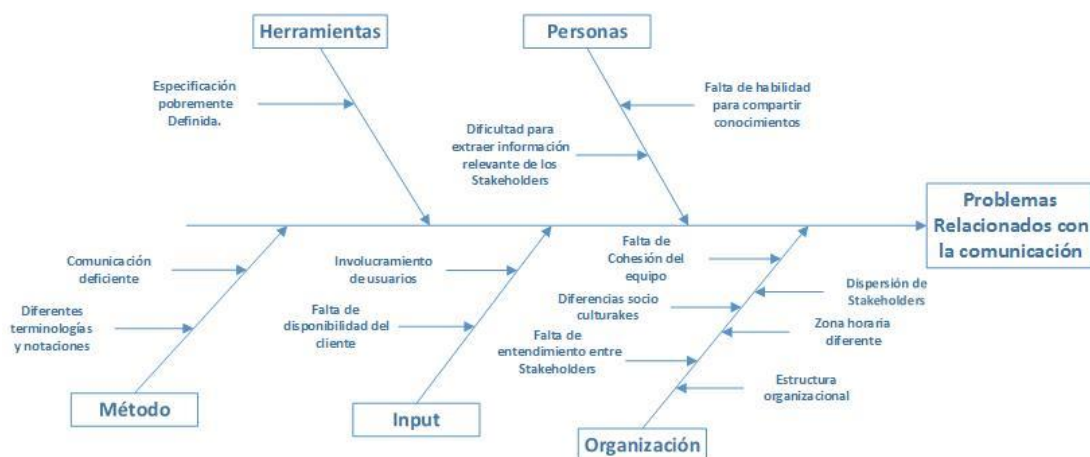 Herramientas
Personas
Especificación
pobremente
Definida.
Falta de habilidad
para compartir
conocimientos
Dificultad para
extraer información
relevante de los
Stakeholders
Problemas
Relacionados con
la comunicación
Comunicación
deficiente
Diferentes
terminologías
y notaciones
Involucramiento
de usuarios
Falta de
disponibilidad del
cliente
Falta de
Cohesión del
equipo
Diferencias socio
culturakes
Falta de
entendimiento entre
Stakeholders
Dispersión de
Stakeholders
Zona horaria
diferente
Estructura
organizacional
Método
Input
Organización